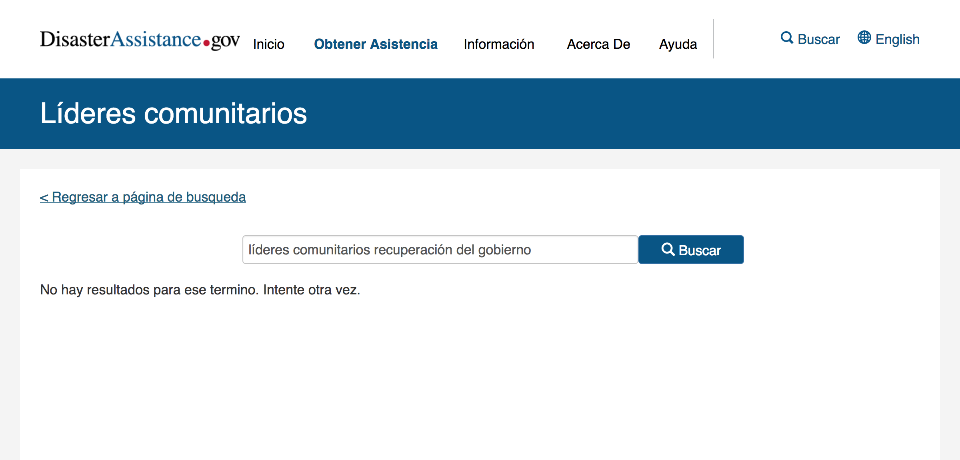 DisasterAssistance.gov Inicio Obtener Asistencia Información Acerca De Ayuda Buscar English
Líderes comunitarios
< Regresar a página de busqueda
líderes comunitarios recuperación del gobierno Buscar
No hay resultados para ese termino. Intente otra vez.